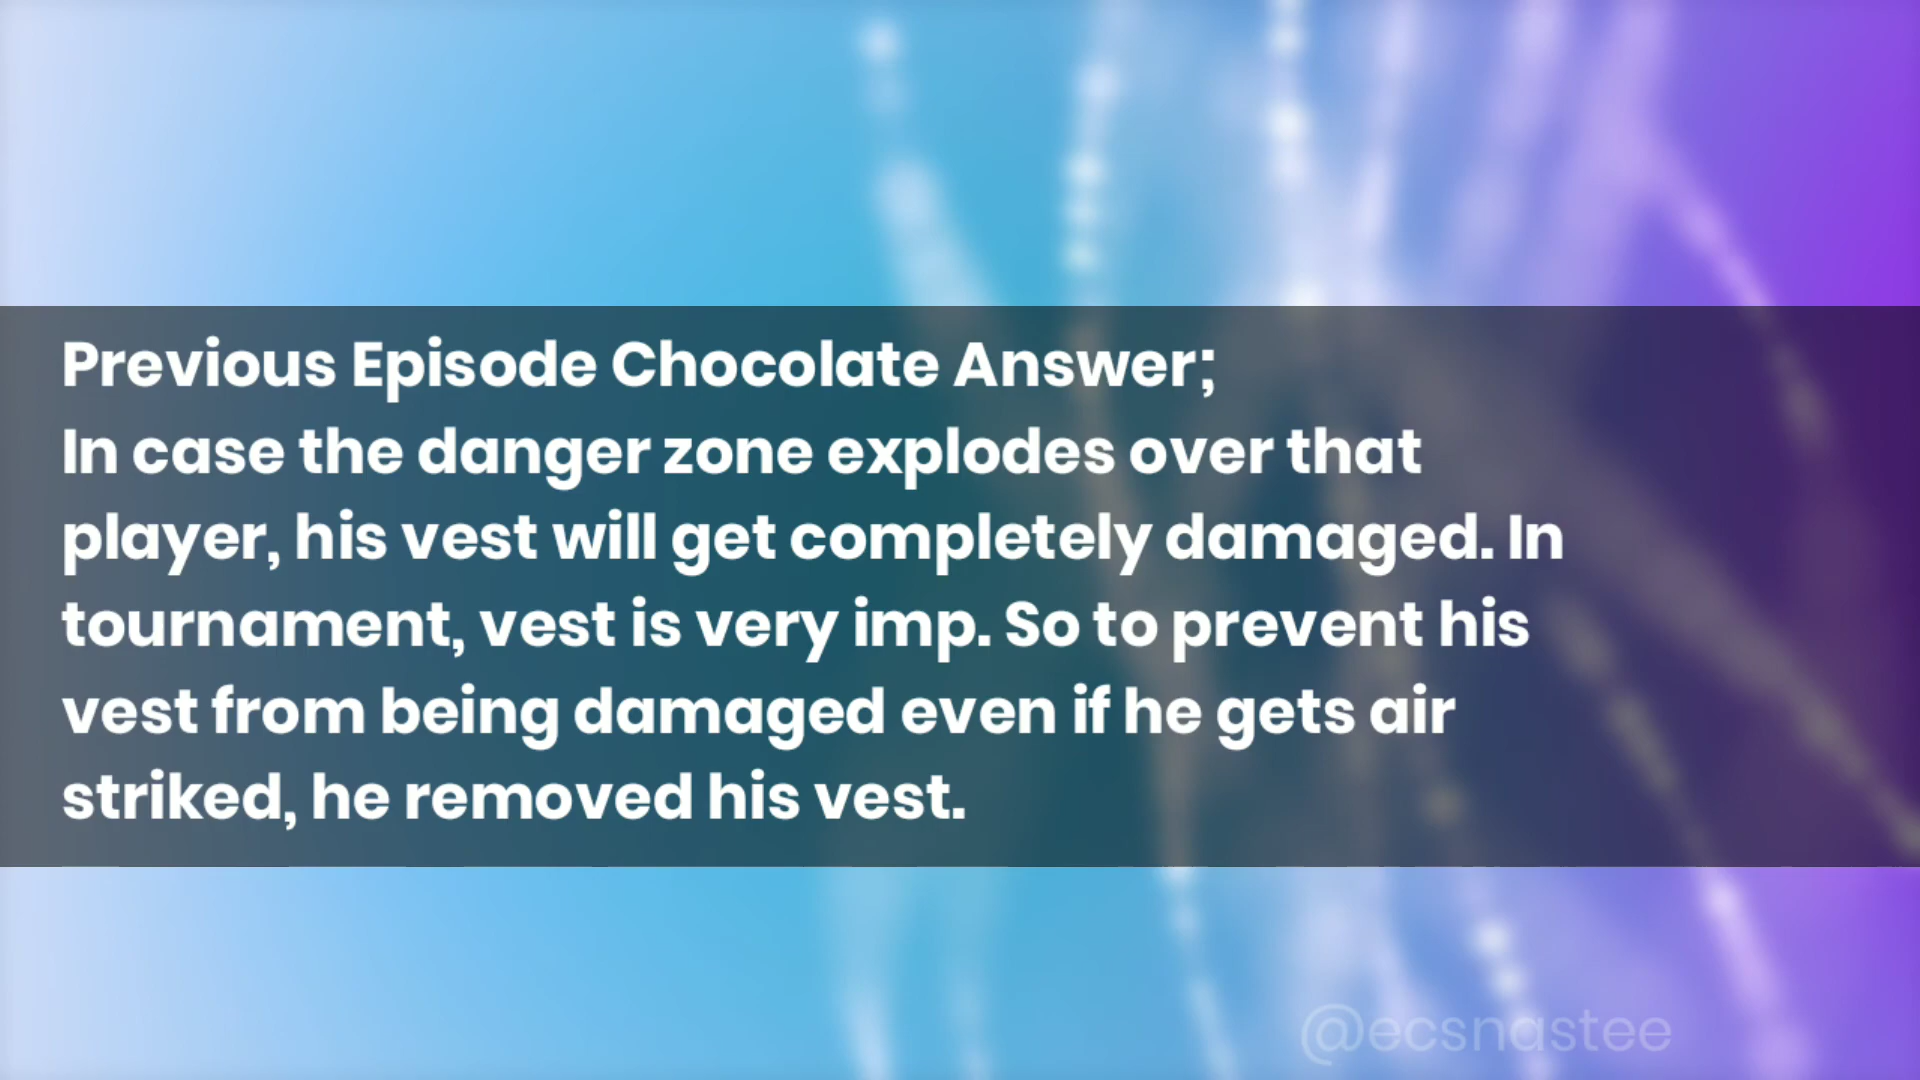 Previous Episode Chocolate Answer;
In case the danger zone explodes over that
player, his vest will get completely damaged. In
tournament, vest is very imp. So to prevent his
vest from being damaged even if he gets air
striked, he removed his vest.
@ecsnastee